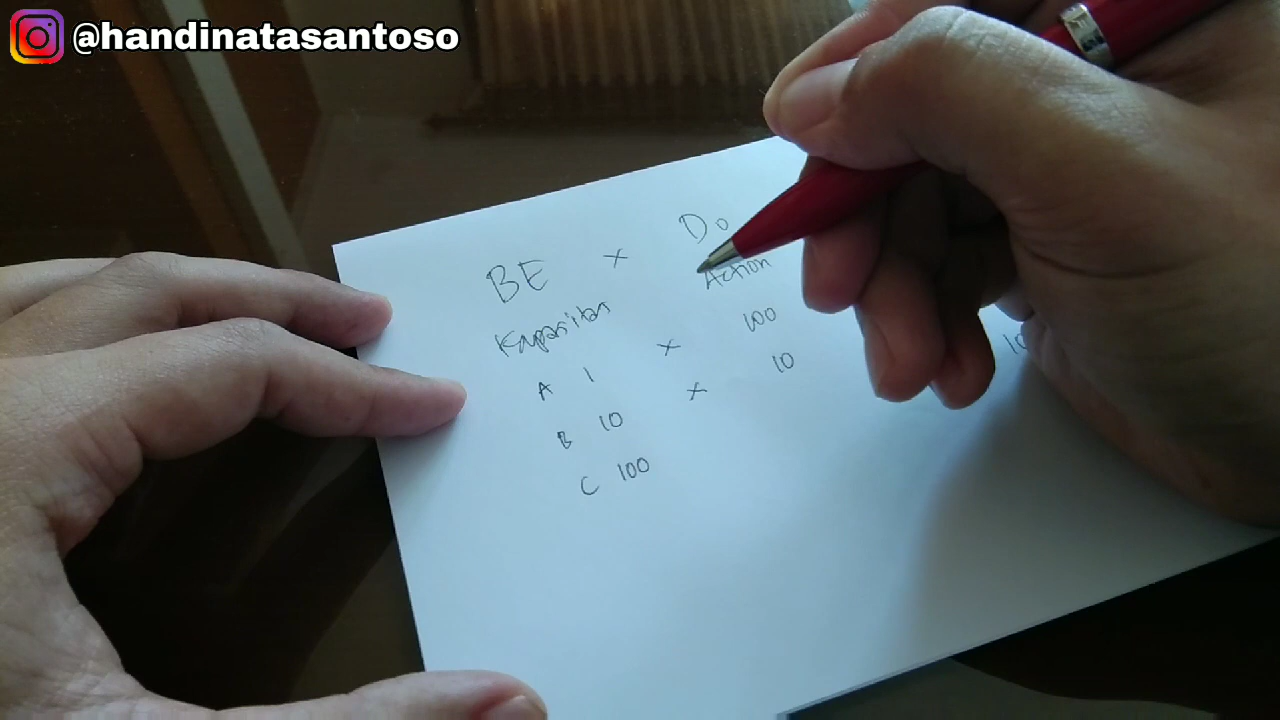 @handinatasantoso
BE x Do
Kapasitas Action
A 1 x 100
B 10 x 10
C 100